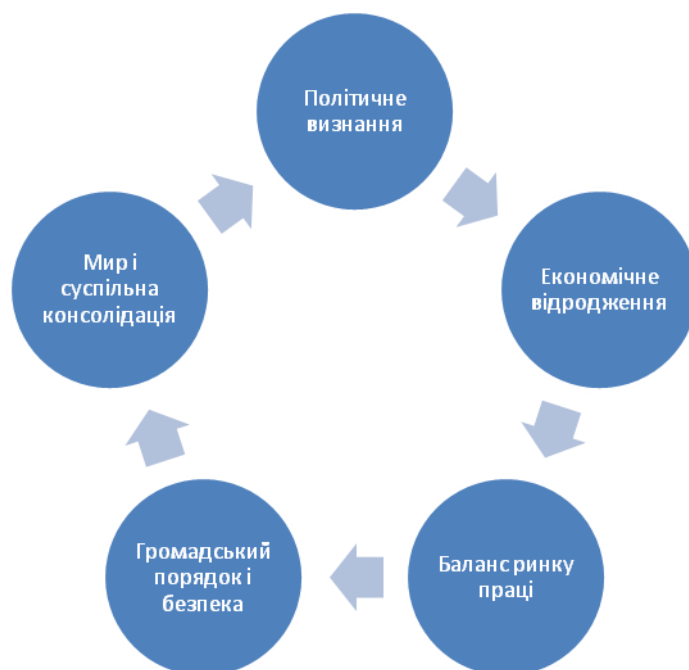 Політичне
визнання
Економічне
відродження
Баланс ринку
праці
Громадський
порядок і
безпека
Мир і
суспільна
консолідація